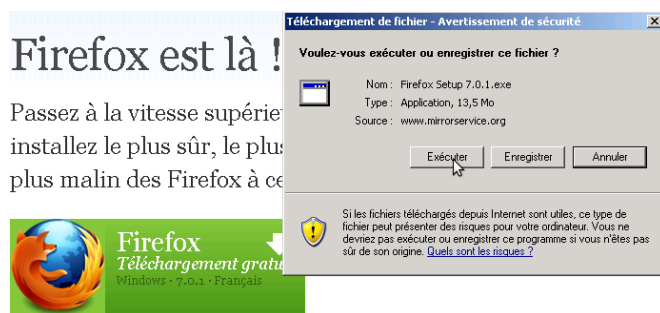 Firefox est là !
Passez à la vitesse
installez le plus sûr, le
plus malin des Firefox à
Firefox
Téléchargement
Windows - 7.0.1 - Français
Téléchargement de fichier - Avertissement de sécurité
Voulez-vous exécuter ou enregistrer ce fichier ?
Nom : Firefox Setup 7.0.1.exe
Type : Application, 13,5 Mo
Source : www.mirrorservice.org
Exécuter Enregistrer Annuler
Si les fichiers téléchargés depuis Internet sont utiles, ce type de
fichier peut présenter des risques pour votre ordinateur. Vous ne
devriez pas exécuter ou enregistrer ce programme si vous n'êtes pas
sûr de son origine. Quels sont les risques ?